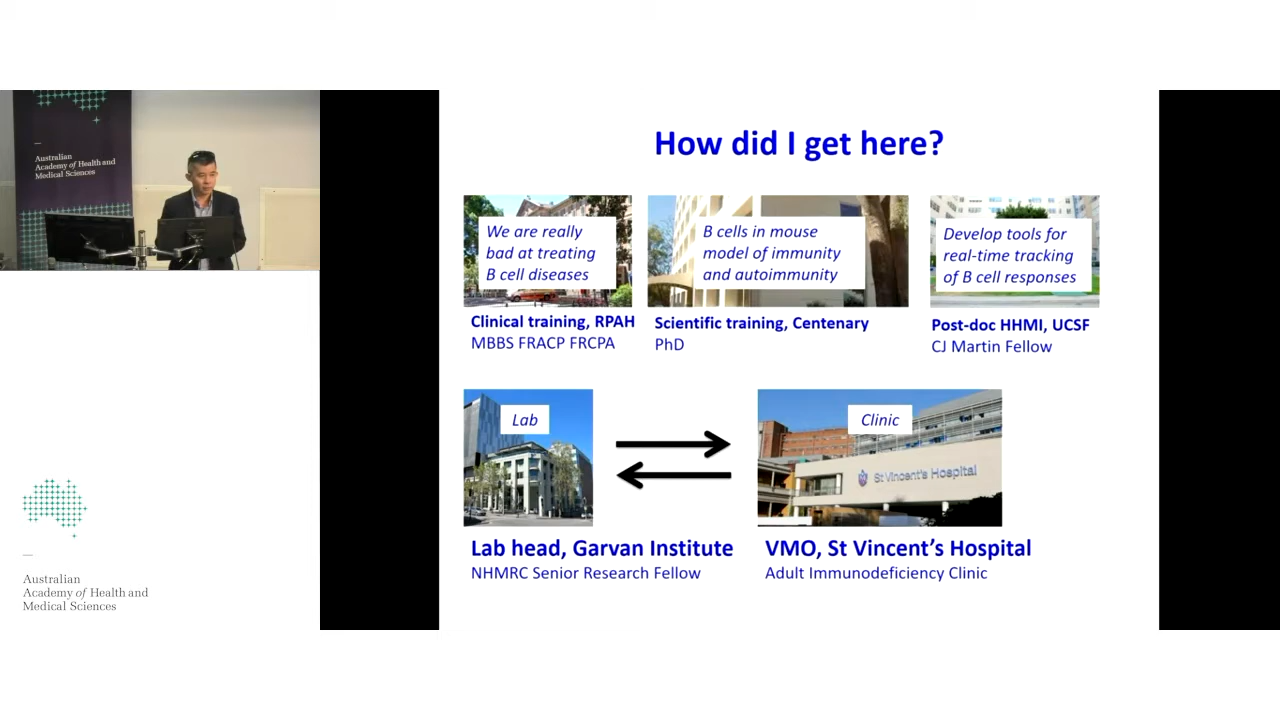 Australian
Academy of Health and
Medical Sciences
How did I get here?
We are really
bad at treating
B cell diseases
B cells in mouse
model of immunity
and autoimmunity
Develop tools for
real-time tracking
of B cell responses
Clinical training, RPAH
MBBS FRACP FRCPA
Scientific training, Centenary
PhD
Post-doc HHMI, UCSF
CJ Martin Fellow
Lab
Clinic
St Vincent's Hospital
Lab head, Garvan Institute
NHMRC Senior Research Fellow
VMO, St Vincent's Hospital
Adult Immunodeficiency Clinic
Australian
Academy of Health and
Medical Sciences